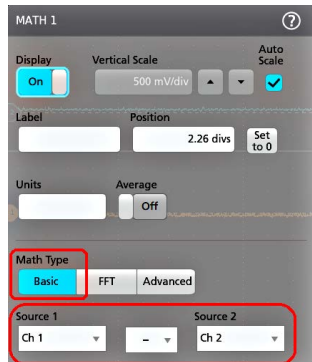 MATH 1 ?
Auto
Display Vertical Scale Scale
On 500 mV/div
Label Position
2.26 divs Set
to 0
Units Average
Off
Math Type
Basic FFT Advanced
Source 1 Source 2
Ch 1 - Ch 2